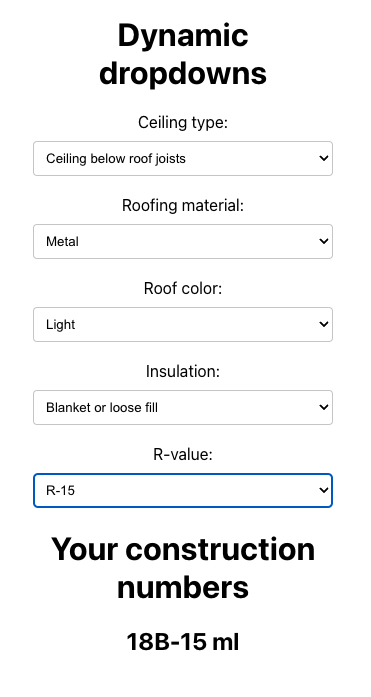 Dynamic
dropdowns
Ceiling type:
Ceiling below roof joists
Roofing material:
Metal
Roof color:
Light
Insulation:
Blanket or loose fill
R-value:
R-15
Your construction
numbers
18B-15 ml